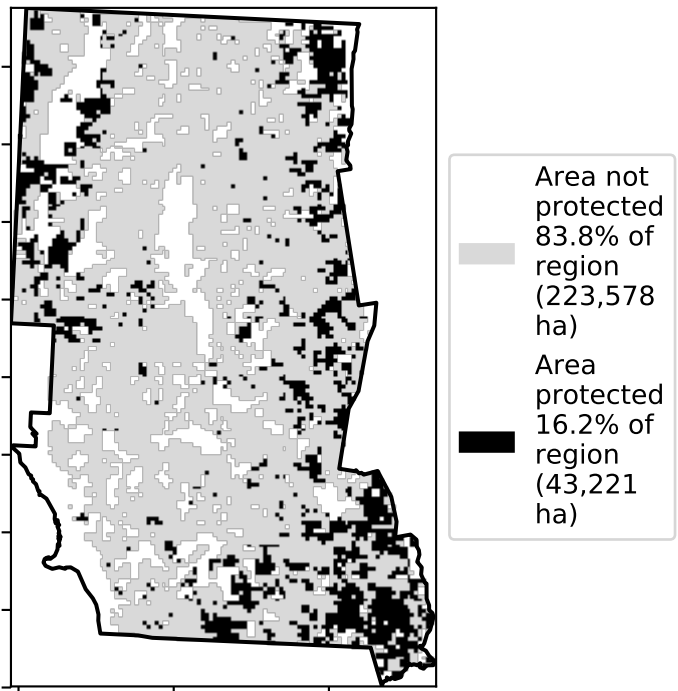 Area not
protected
83.8% of
region
(223,578
ha)
Area
protected
16.2% of
region
(43,221
ha)